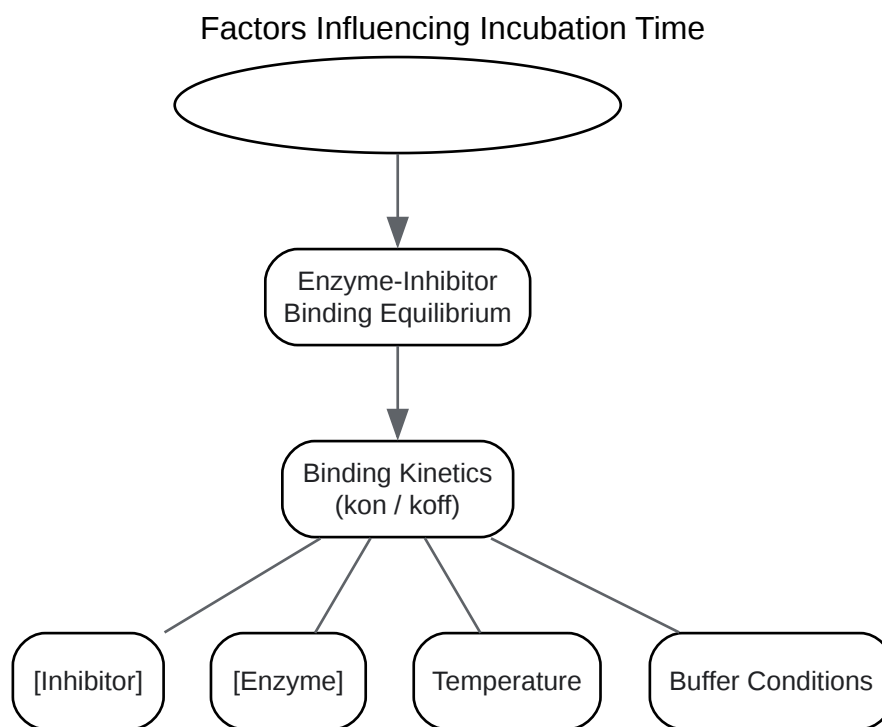 Factors Influencing Incubation Time
Enzyme-Inhibitor
Binding Equilibrium
Binding Kinetics
(kon / koff)
[Inhibitor]
[Enzyme]
Temperature
Buffer Conditions